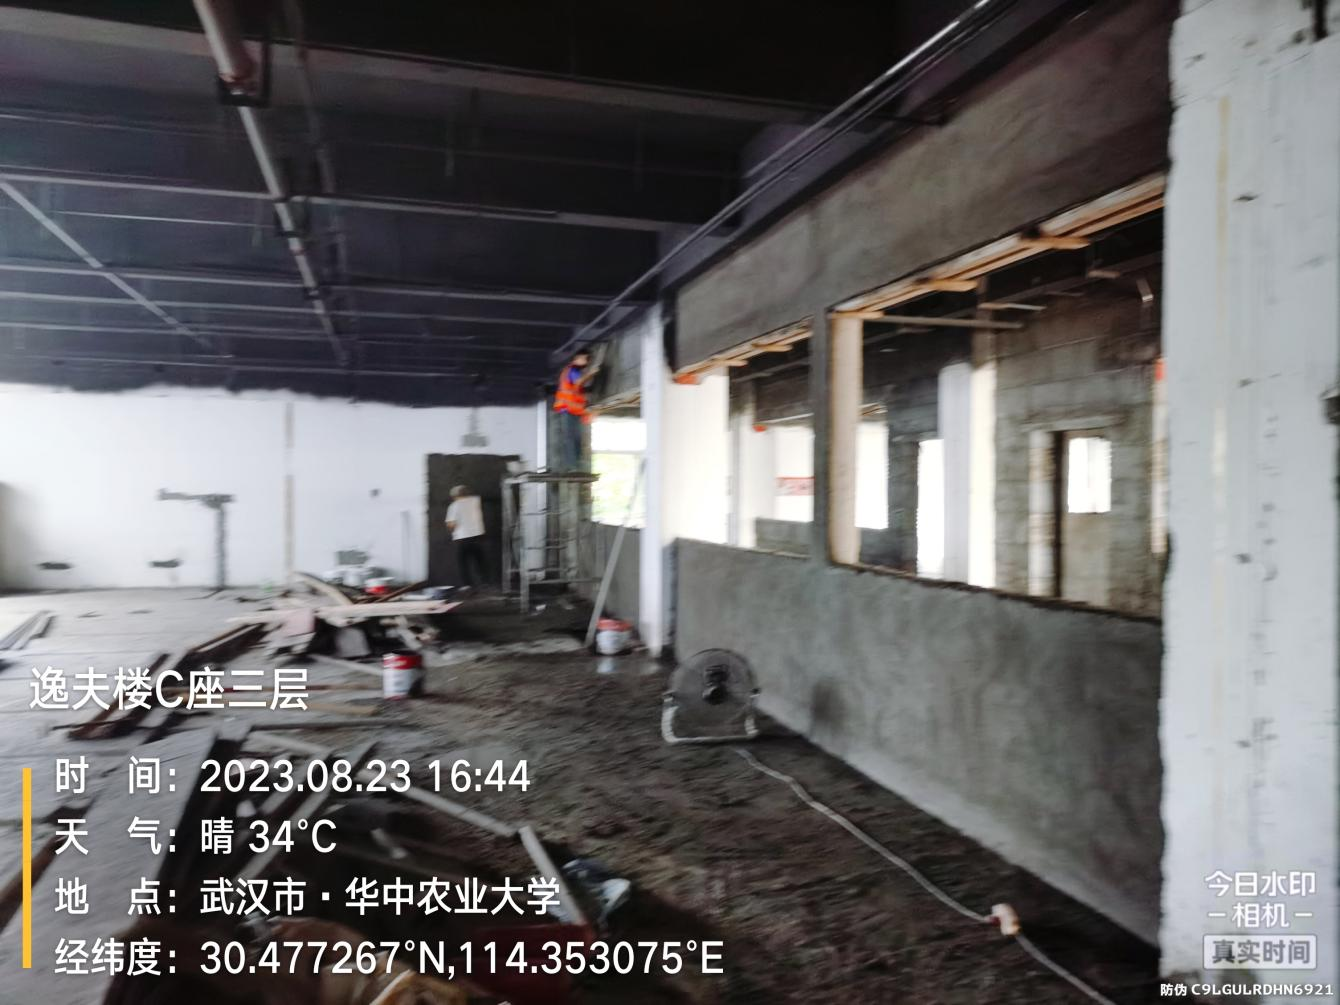 逸夫楼C座三层
时 间：2023.08.23 16:44
天 气：晴 34°C
地 点：武汉市·华中农业大学
经纬度：30.477267°N,114.353075°E
今日水印
-相机-
真实时间
防伪 C9LGULRDHN6921